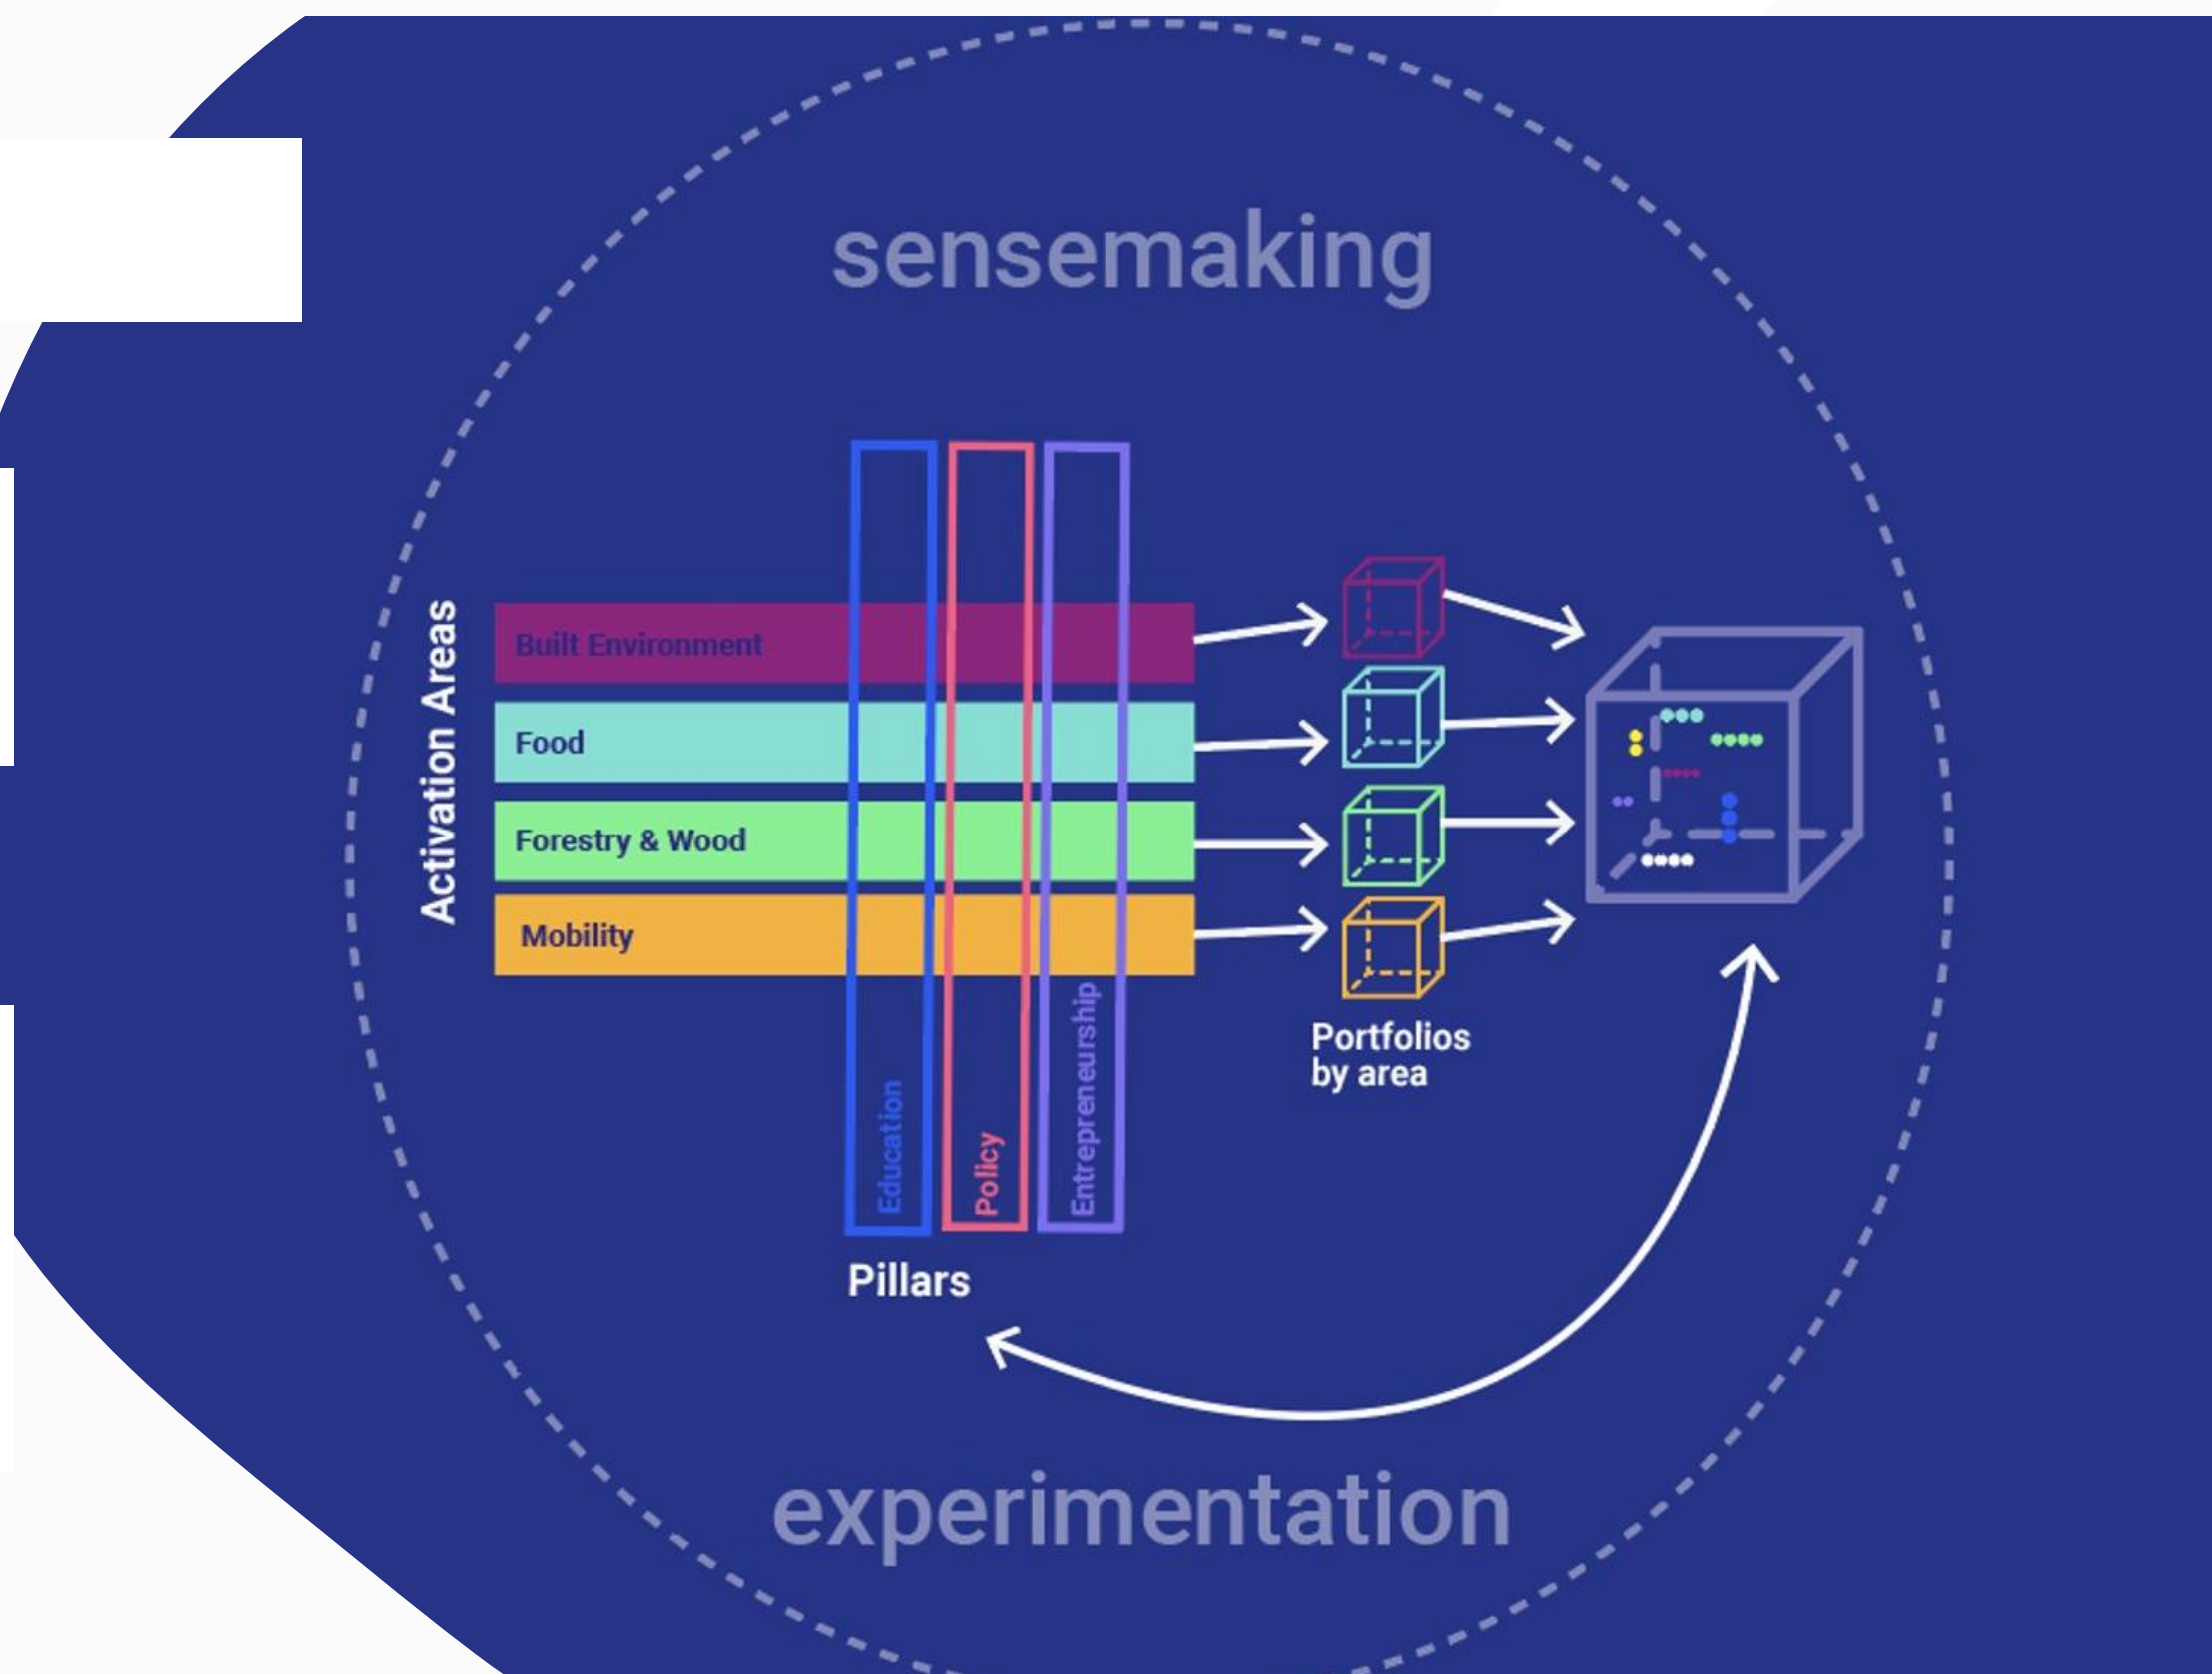 sensemaking
Activation Areas
Built Environment
Food
Forestry & Wood
Mobility
Education
Policy
Entrepreneurship
Pillars
Portfolios
by area
experimentation